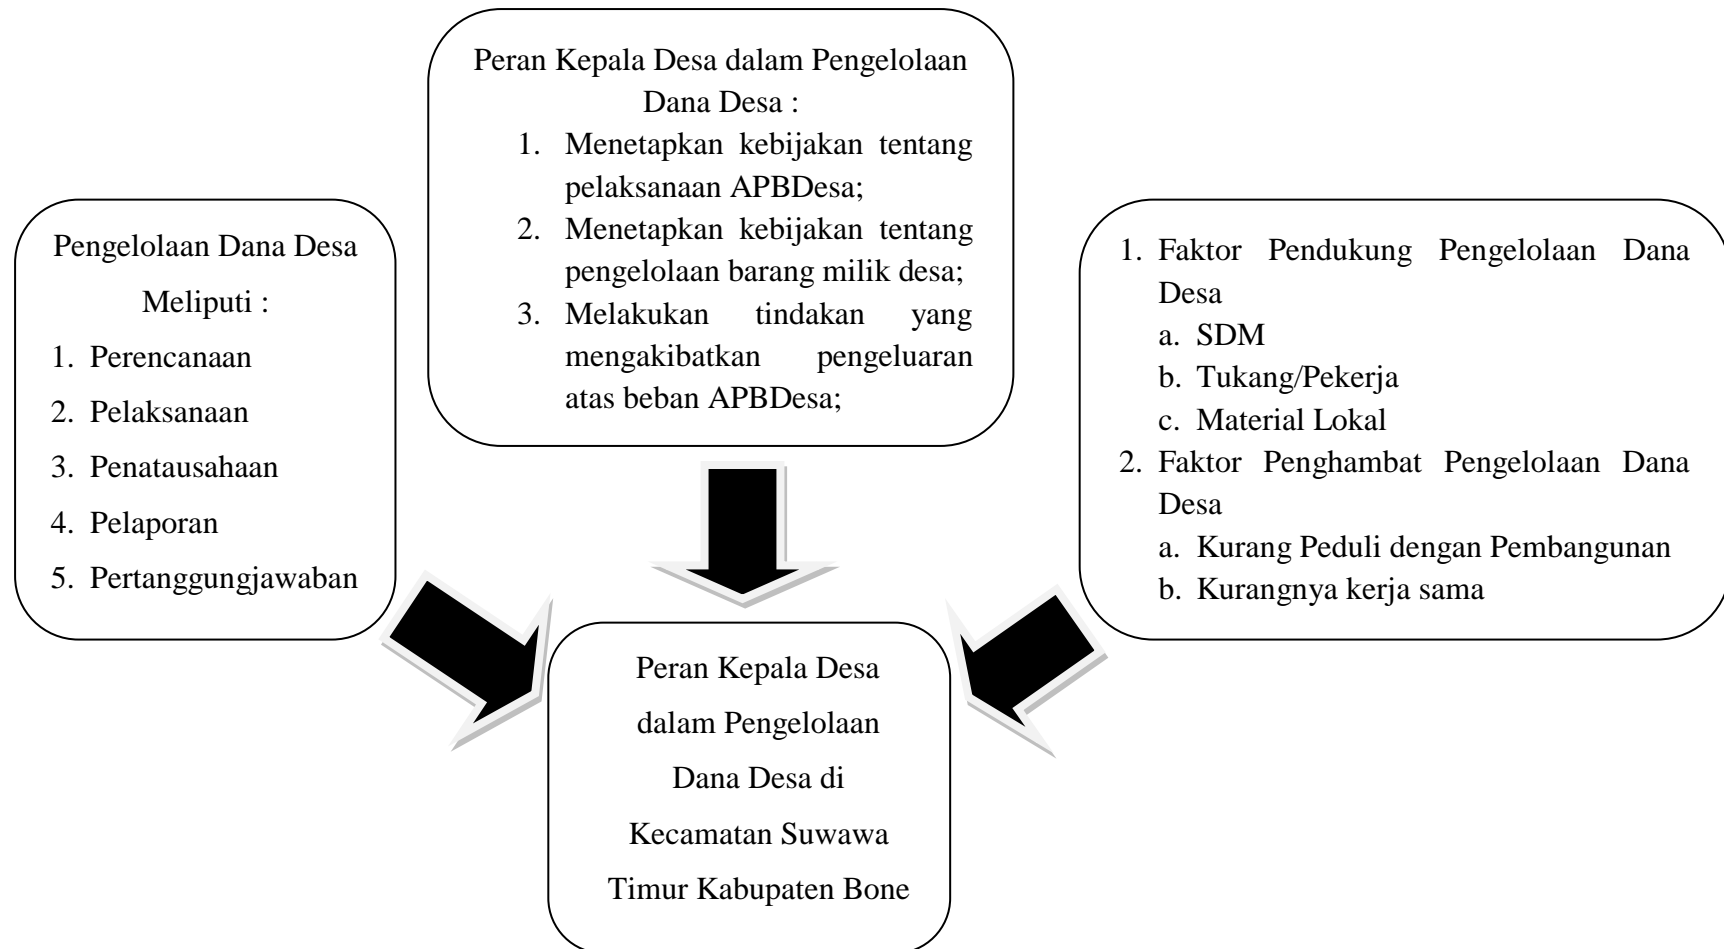 Peran Kepala Desa dalam Pengelolaan
Dana Desa :
1. Menetapkan kebijakan tentang
pelaksanaan APBDesa;
2. Menetapkan kebijakan tentang
pengelolaan barang milik desa;
3. Melakukan tindakan yang
mengakibatkan pengeluaran
atas beban APBDesa;
Pengelolaan Dana Desa
Meliputi :
1. Perencanaan
2. Pelaksanaan
3. Penatausahaan
4. Pelaporan
5. Pertanggungjawaban
1. Faktor Pendukung Pengelolaan Dana
Desa
a. SDM
b. Tukang/Pekerja
c. Material Lokal
2. Faktor Penghambat Pengelolaan Dana
Desa
a. Kurang Peduli dengan Pembangunan
b. Kurangnya kerja sama
Peran Kepala Desa
dalam Pengelolaan
Dana Desa di
Kecamatan Suwawa
Timur Kabupaten Bone